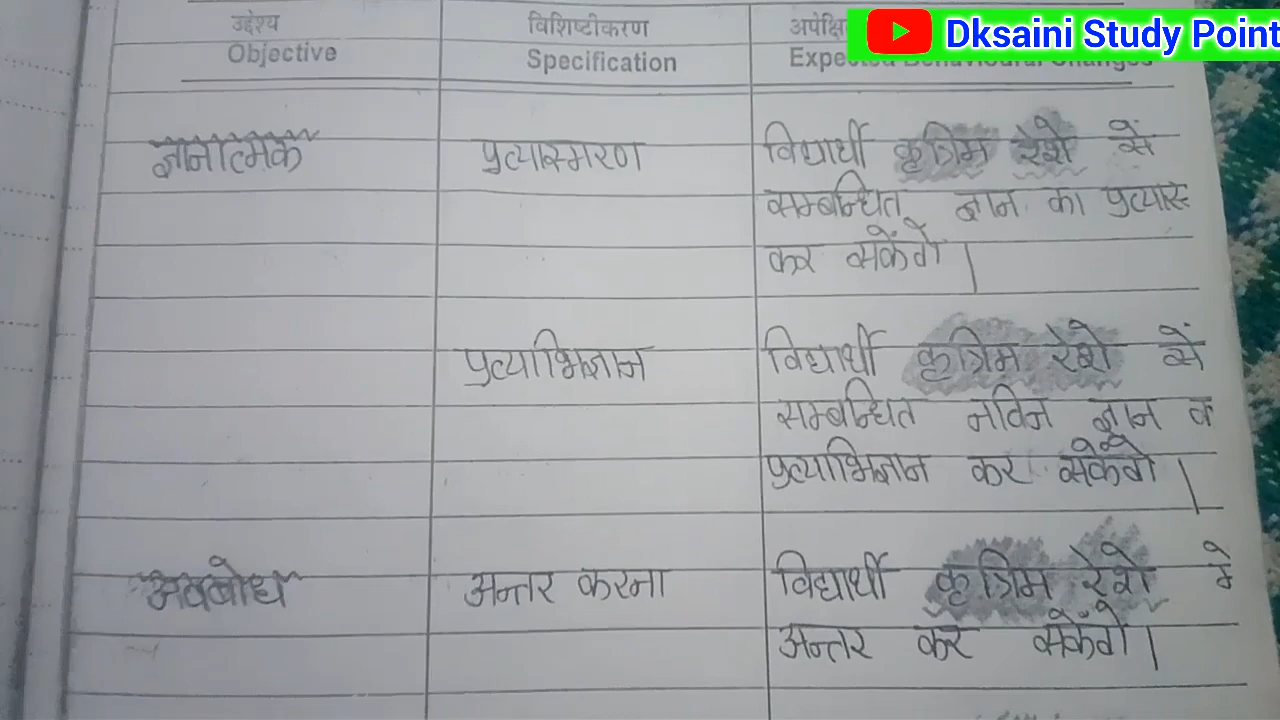 उद्देश्य विशिष्टीकरण
Dksaini Study Point
Objective Specification
ज्ञानात्मक प्रत्यास्मरण विद्यार्थी कृत्रिम रेशे सें
सम्बन्धित ज्ञान का
कर सकेंगे।
प्रत्याभिज्ञान विद्यार्थी कृत्रिम रेशे सें
सम्बन्धित नविन ज्ञान
प्रत्याभिज्ञान कर सकेंगे।
अवबोध अन्तर करना विद्यार्थी कृत्रिम रेशे मे
अन्तर कर सकेंगे।